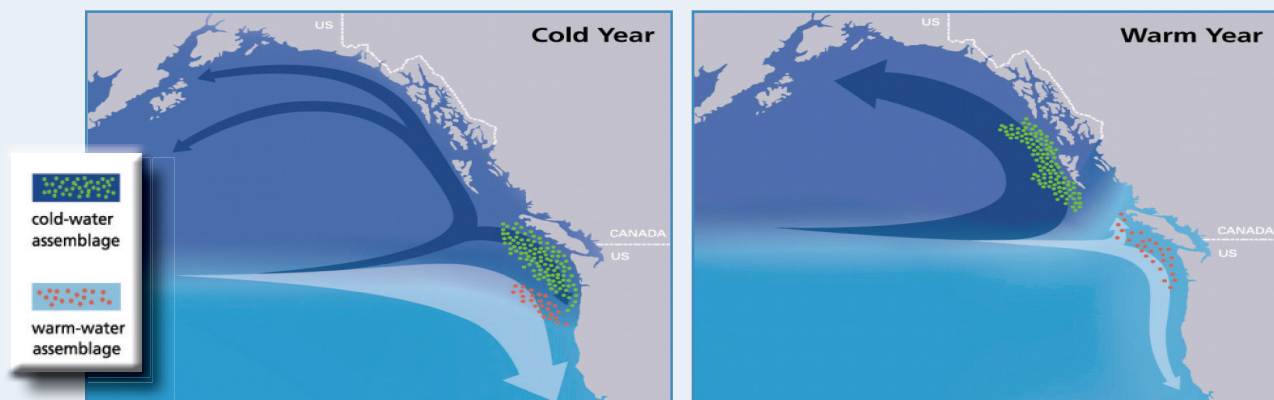 US
Cold Year
CANADA
US
cold-water
assemblage
warm-water
assemblage
US
Warm Year
CANADA
US